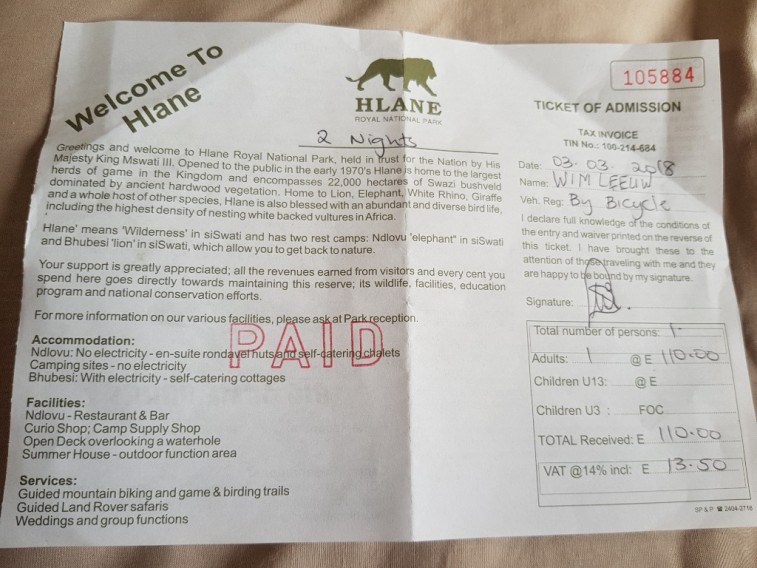 Welcome To
Hlane
HLANE
ROYAL NATIONAL PARK
2 Nights
Greetings and welcome to Hlane Royal National Park, held in trust for the Nation by His
Majesty King Mswati III. Opened to the public in the early 1970's Hlane is home to the largest
herds of game in the Kingdom and encompasses 22,000 hectares of Swazi bushveld
dominated by ancient hardwood vegetation. Home to Lion, Elephant, White Rhino, Giraffe
and a whole host of other species, Hlane is also blessed with an abundant and diverse bird life,
including the highest density of nesting white backed vultures in Africa.
Hlane' means 'Wilderness' in siSwati and has two rest camps: Ndlovu 'elephant" in siSwati
and Bhubesi 'lion' in siSwati, which allow you to get back to nature.
Your support is greatly appreciated; all the revenues earned from visitors and every cent you
spend here goes directly towards maintaining this reserve; its wildlife, facilities, education
program and national conservation efforts.
For more information on our various facilities, please ask at Park reception.
PAID
Accommodation:
Ndlovu: No electricity - en-suite rondavel huts and self-catering chalets
Camping sites - no electricity
Bhubesi: With electricity - self-catering cottages
Facilities:
Ndlovu - Restaurant & Bar
Curio Shop; Camp Supply Shop
Open Deck overlooking a waterhole
Summer House - outdoor function area
Services:
Guided mountain biking and game & birding trails
Guided Land Rover safaris
Weddings and group functions
105884
TICKET OF ADMISSION
TAX INVOICE
TIN No.: 100-214-684
Date: 03.03.2018
Name: WIM LEEUW
Veh. Reg: By Bicycle
I declare full knowledge of the conditions of
the entry and waiver printed on the reverse of
this ticket. I have brought these to the
attention of those traveling with me and they
are happy to be bound by my signature.
Signature:
Total number of persons: 1
Adults: 1 @ E 110.00
Children U13: @ E
Children U3 : FOC
TOTAL Received: E 110.00
VAT @14% incl: E 13.50
SP & P ☎ 2404-2716